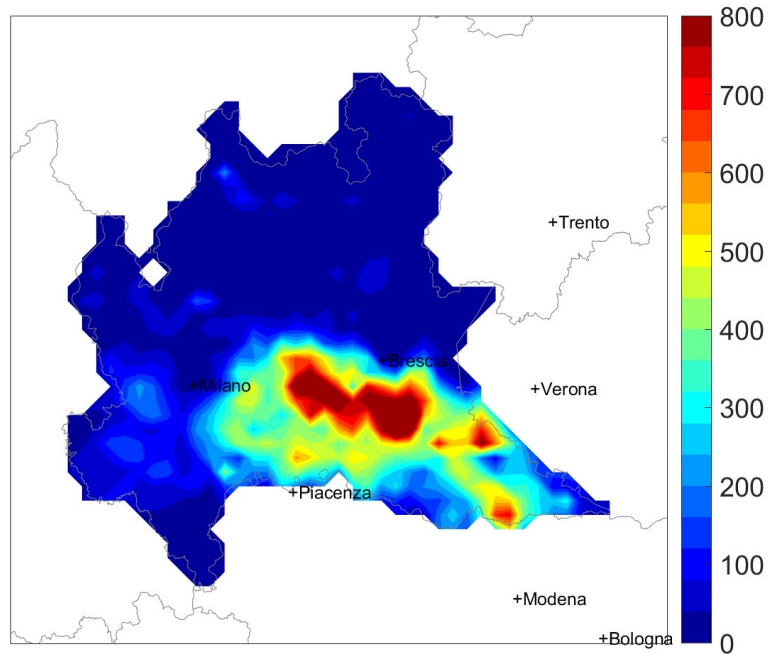 800
700
600
+Trento
500
400
+Brescia
+Milano
+Verona
300
200
+Piacenza
100
+Modena
+Bologna
0